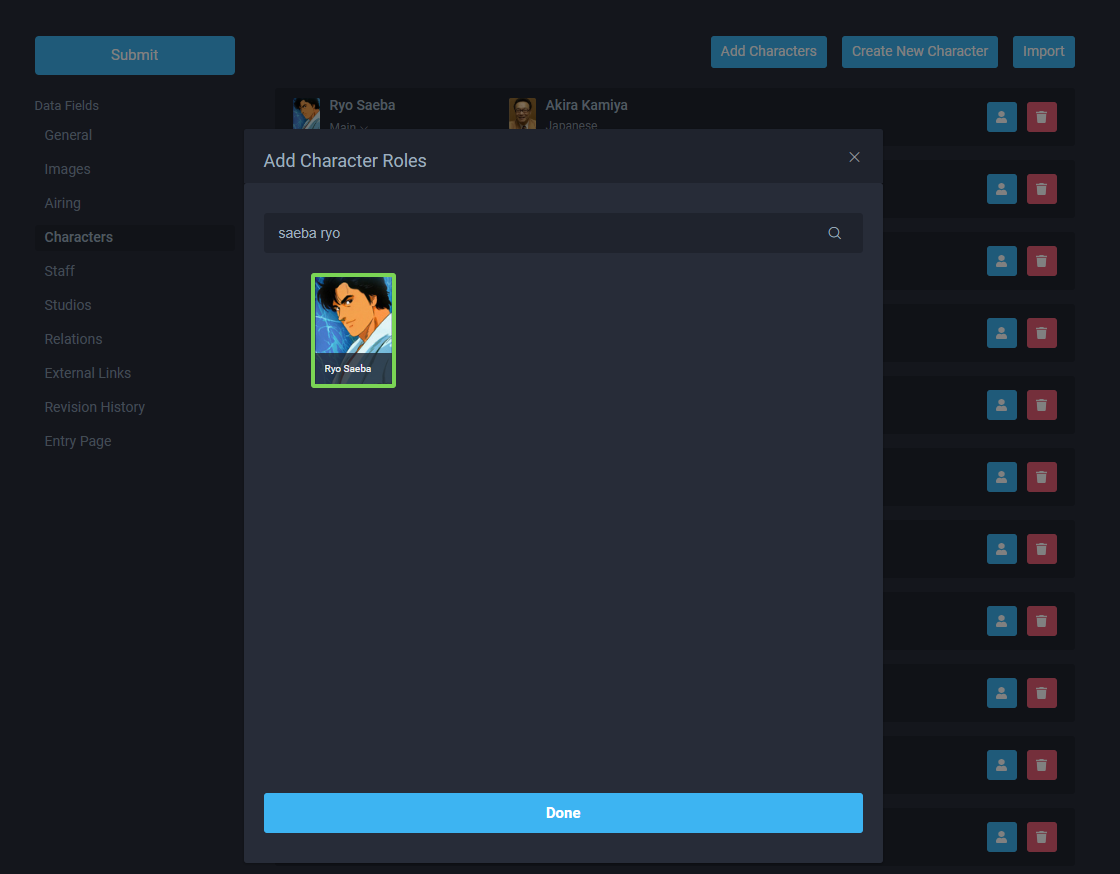 Submit
Add Characters
Create New Character
Import
Data Fields
General
Images
Airing
Characters
Staff
Studios
Relations
External Links
Revision History
Entry Page
Ryo Saeba
Main
Akira Kamiya
Japanese
Add Character Roles
saeba ryo
Ryo Saeba
Done